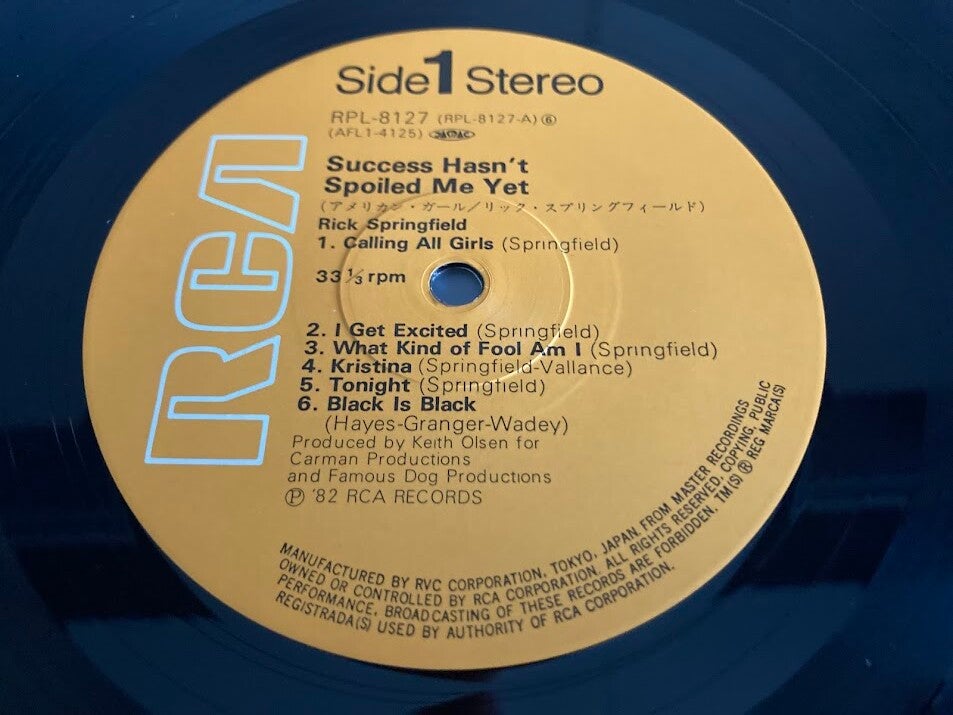 Side 1 Stereo
RPL-8127 (RPL-8127-A) ⑥
(AFL1-4125)
RCA
Success Hasn't
Spoiled Me Yet
(アメリカン・ガール/リック・スプリングフィールド)
Rick Springfield
1. Calling All Girls (Springfield)
33 1/3 rpm
2. I Get Excited (Springfield)
3. What Kind of Fool Am I (Springfield)
4. Kristina (Springfield-Vallance)
5. Tonight (Springfield)
6. Black Is Black
(Hayes-Granger-Wadey)
Produced by Keith Olsen for
Carman Productions
and Famous Dog Productions
℗ '82 RCA RECORDS
MANUFACTURED BY RVC CORPORATION, TOKYO, JAPAN, FROM MASTER RECORDINGS
OWNED OR CONTROLLED BY RCA CORPORATION. ALL RIGHTS RESERVED, COPYING, PUBLIC
PERFORMANCE, BROADCASTING OF THESE RECORDS ARE FORBIDDEN. TM(S) ® REG MARCA(S)
REGISTRADA(S) USED BY AUTHORITY OF RCA CORPORATION.